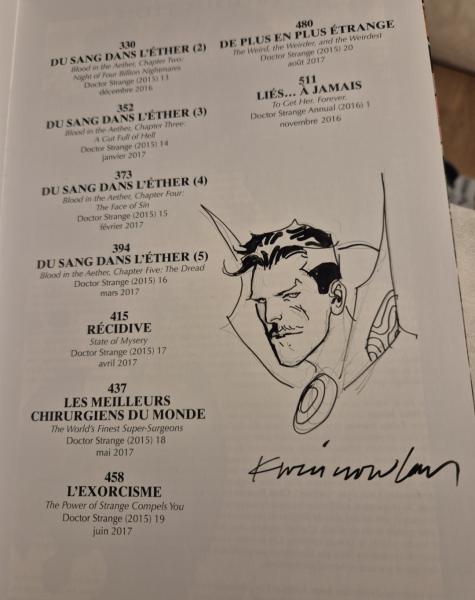 330
DU SANG DANS L'ÉTHER (2)
Blood in the Aether, Chapter Two:
Night of Four Billion Nightmares
Doctor Strange (2015) 13
décembre 2016
352
DU SANG DANS L'ÉTHER (3)
Blood in the Aether, Chapter Three:
A Gut Full of Hell
Doctor Strange (2015) 14
janvier 2017
373
DU SANG DANS L'ÉTHER (4)
Blood in the Aether, Chapter Four:
The Face of Sin
Doctor Strange (2015) 15
février 2017
394
DU SANG DANS L'ÉTHER (5)
Blood in the Aether, Chapter Five: The Dread
Doctor Strange (2015) 16
mars 2017
415
RÉCIDIVE
State of Mysery
Doctor Strange (2015) 17
avril 2017
437
LES MEILLEURS
CHIRURGIENS DU MONDE
The World's Finest Super-Surgeons
Doctor Strange (2015) 18
mai 2017
458
L'EXORCISME
The Power of Strange Compels You
Doctor Strange (2015) 19
juin 2017
480
DE PLUS EN PLUS ÉTRANGE
The Weird, the Weirder, and the Weirdest
Doctor Strange (2015) 20
août 2017
511
LIÉS... À JAMAIS
To Get Her, Forever.
Doctor Strange Annual (2016) 1
novembre 2016
Kevin nowlan